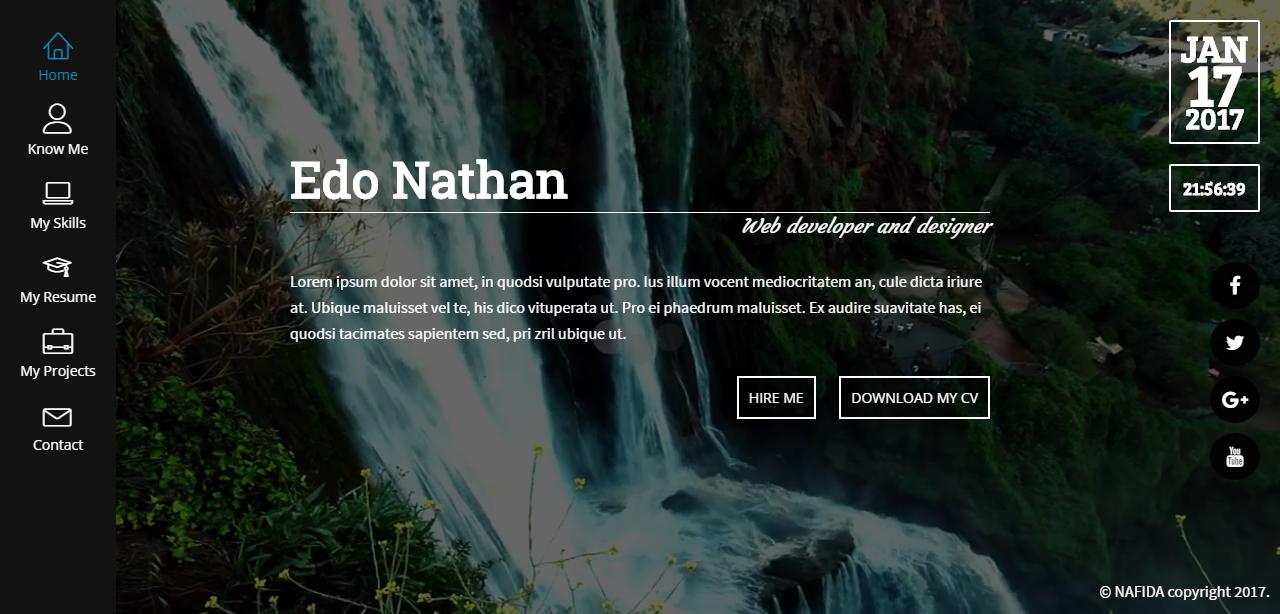 Home
Know Me
My Skills
My Resume
My Projects
Contact
Edo Nathan
Web developer and designer
Lorem ipsum dolor sit amet, in quodsi vulputate pro. Ius illum vocent mediocritatem an, cule dicta iriure
at. Ubique maluisset vel te, his dico vituperata ut. Pro ei phaedrum maluisset. Ex audire suavitate has, ei
quodsi tacimates sapientem sed, pri zril ubique ut.
HIRE ME
DOWNLOAD MY CV
JAN
17
2017
21:56:39
f
G+
You
Tube
© NAFIDA copyright 2017.